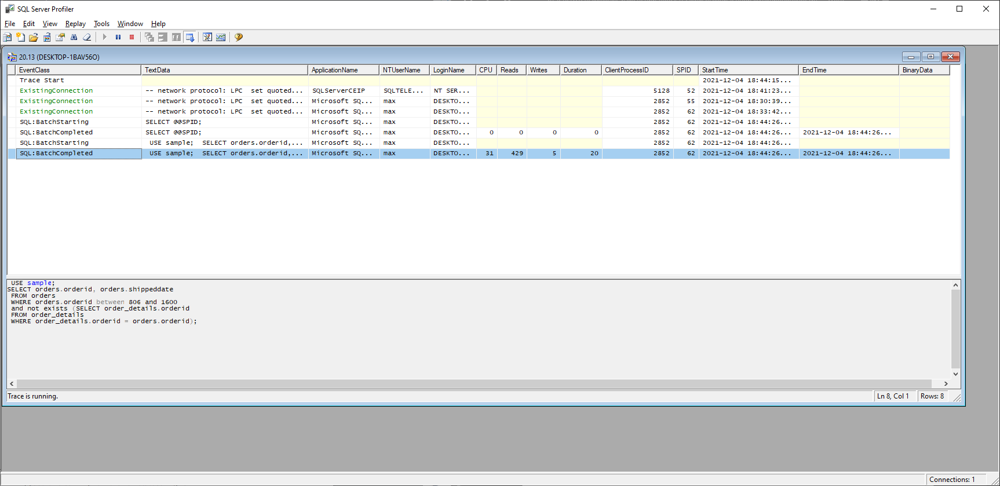 SQL Server Profiler
File Edit View Replay Tools Window Help
20.13 (DESKTOP-1BAV56O)
EventClass TextData ApplicationName NTUserName LoginName CPU Reads Writes Duration ClientProcessID SPID StartTime EndTime BinaryData
Trace Start 2021-12-04 18:44:15...
ExistingConnection -- network protocol: LPC set quoted... SQLServerCEIP SQLTELE... NT SER... 5128 52 2021-12-04 18:41:23...
ExistingConnection -- network protocol: LPC set quoted... Microsoft SQ... max DESKTO... 2852 55 2021-12-04 18:30:39...
ExistingConnection -- network protocol: LPC set quoted... Microsoft SQ... max DESKTO... 2852 62 2021-12-04 18:33:42...
SQL:BatchStarting SELECT @@SPID; Microsoft SQ... max DESKTO... 2852 62 2021-12-04 18:44:26...
SQL:BatchCompleted SELECT @@SPID; Microsoft SQ... max DESKTO... 0 0 0 0 2852 62 2021-12-04 18:44:26... 2021-12-04 18:44:26...
SQL:BatchStarting USE sample; SELECT orders.orderid,... Microsoft SQ... max DESKTO... 2852 62 2021-12-04 18:44:26...
SQL:BatchCompleted USE sample; SELECT orders.orderid,... Microsoft SQ... max DESKTO... 31 429 5 20 2852 62 2021-12-04 18:44:26... 2021-12-04 18:44:26...
USE sample;
SELECT orders.orderid, orders.shippeddate
FROM orders
WHERE orders.orderid between 806 and 1600
and not exists (SELECT order_details.orderid
FROM order_details
WHERE order_details.orderid = orders.orderid);
Trace is running. Ln 8, Col 1 Rows: 8
Connections: 1